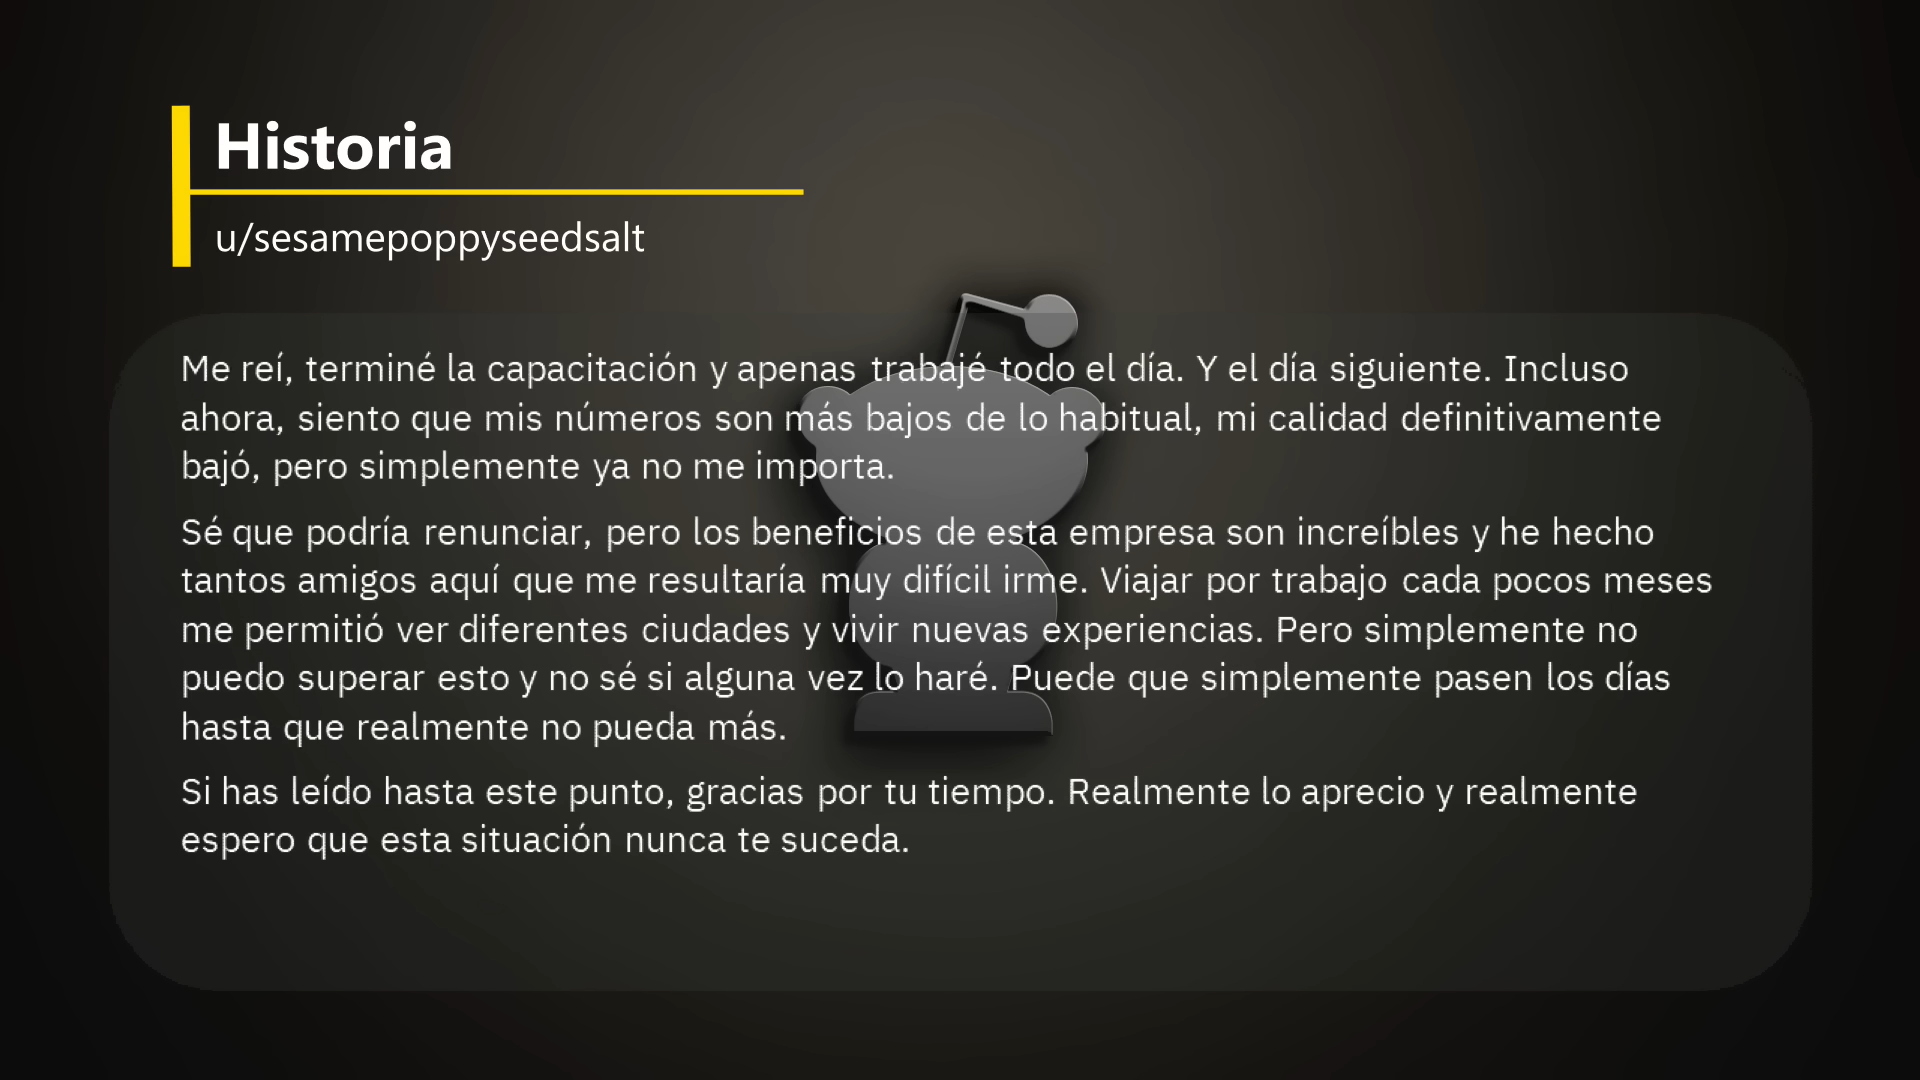 Historia
u/sesamepoppyseedsalt
Me reí, terminé la capacitación y apenas trabajé todo el día. Y el día siguiente. Incluso
ahora, siento que mis números son más bajos de lo habitual, mi calidad definitivamente
bajó, pero simplemente ya no me importa.
Sé que podría renunciar, pero los beneficios de esta empresa son increíbles y he hecho
tantos amigos aquí que me resultaría muy difícil irme. Viajar por trabajo cada pocos meses
me permitió ver diferentes ciudades y vivir nuevas experiencias. Pero simplemente no
puedo superar esto y no sé si alguna vez lo haré. Puede que simplemente pasen los días
hasta que realmente no pueda más.
Si has leído hasta este punto, gracias por tu tiempo. Realmente lo aprecio y realmente
espero que esta situación nunca te suceda.